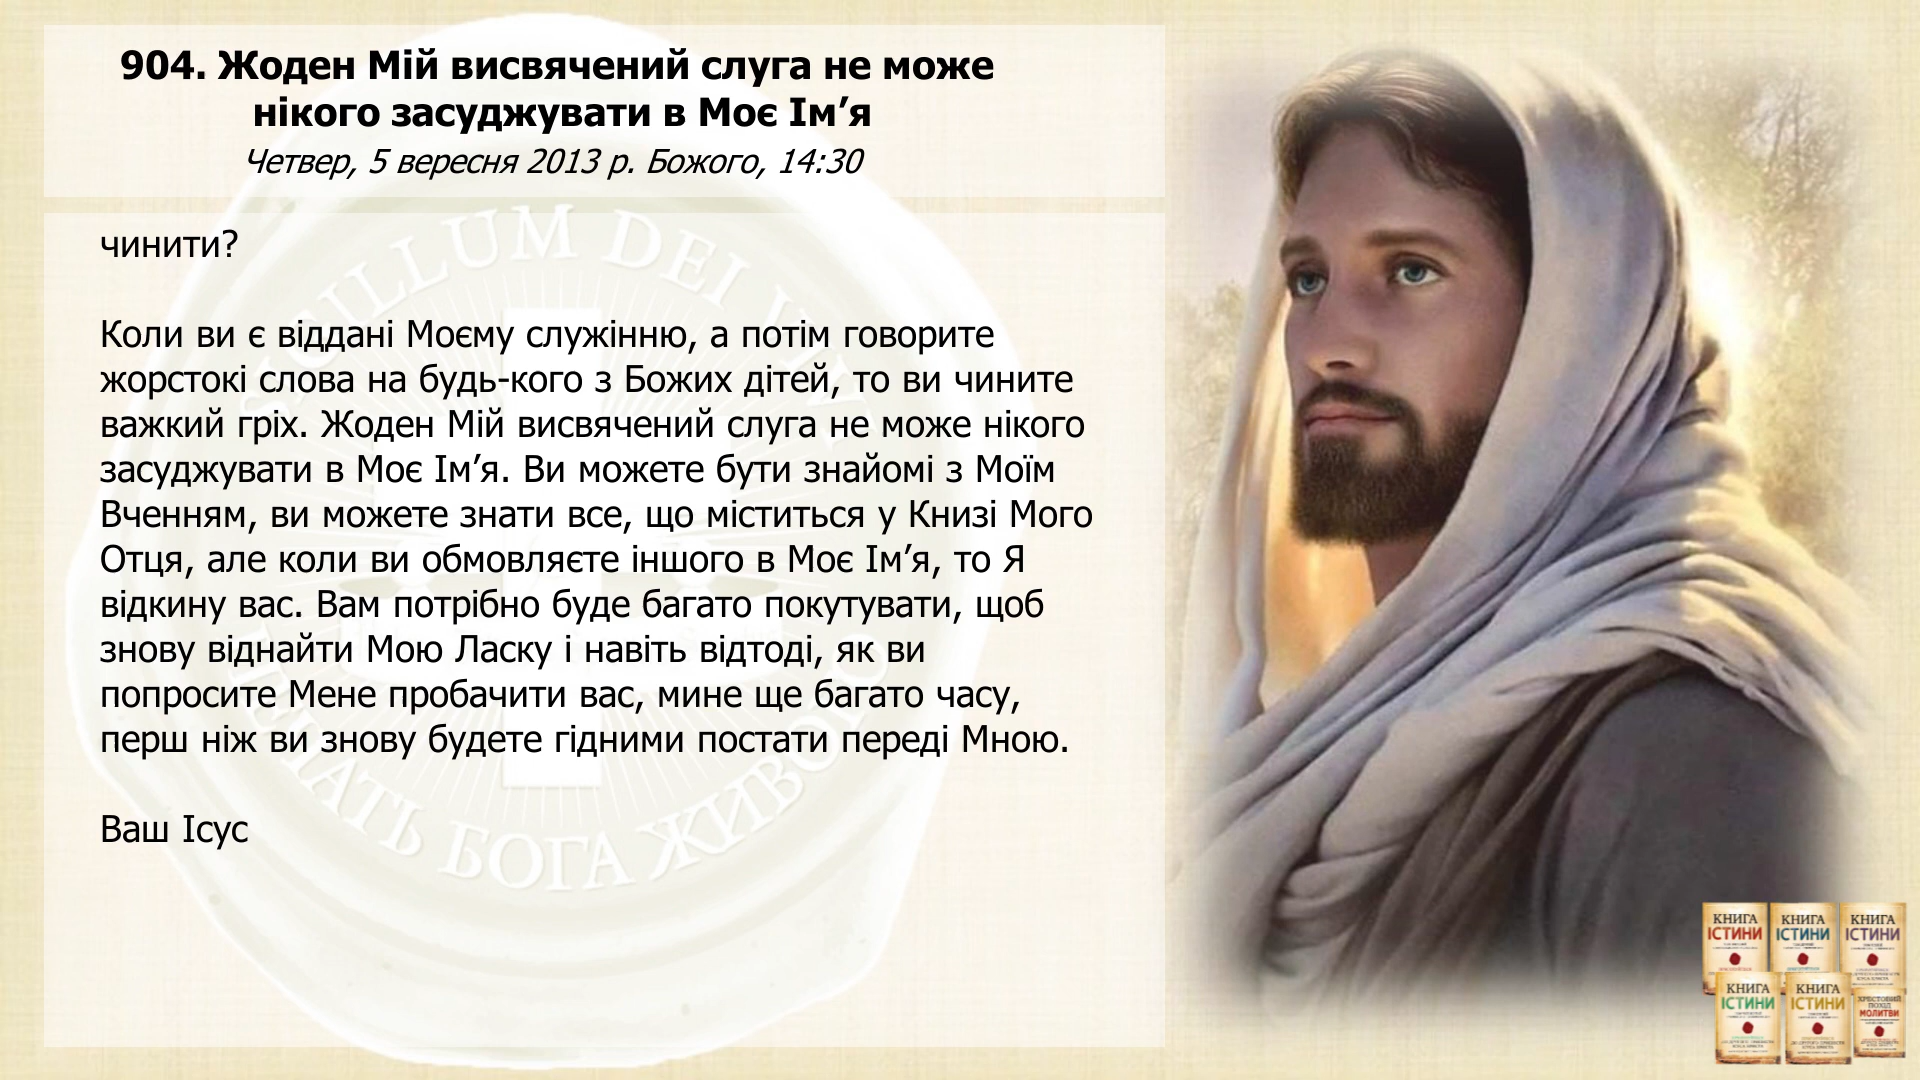 904. Жоден Мій висвячений слуга не може
нікого засуджувати в Моє Ім’я
Четвер, 5 вересня 2013 р. Божого, 14:30
чинити?
Коли ви є віддані Моєму служінню, а потім говорите
жорстокі слова на будь-кого з Божих дітей, то ви чините
важкий гріх. Жоден Мій висвячений слуга не може нікого
засуджувати в Моє Ім’я. Ви можете бути знайомі з Моїм
Вченням, ви можете знати все, що міститься у Книзі Мого
Отця, але коли ви обмовляєте іншого в Моє Ім’я, то Я
відкину вас. Вам потрібно буде багато покутувати, щоб
знову віднайти Мою Ласку і навіть відтоді, як ви
попросите Мене пробачити вас, мине ще багато часу,
перш ніж ви знову будете гідними постати переді Мною.
Ваш Ісус
DEI
БОГА
КНИГА
ІСТИНИ
КНИГА
ІСТИНИ
КНИГА
ІСТИНИ
КНИГА
ІСТИНИ
КНИГА
ІСТИНИ
ХРЕСТОВИЙ
ПОХІД
МОЛИТВИ